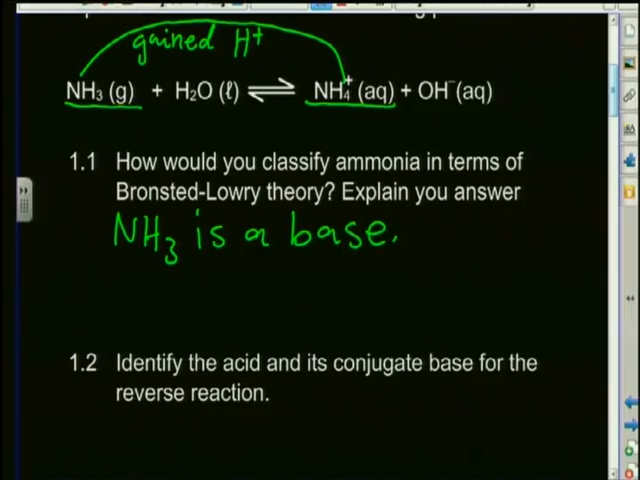 gained H⁺
NH₃ (g) + H₂O (ℓ) ⇌ NH₄⁺ (aq) + OH⁻ (aq)
1.1 How would you classify ammonia in terms of
Bronsted-Lowry theory? Explain you answer
NH₃ is a base.
1.2 Identify the acid and its conjugate base for the
reverse reaction.